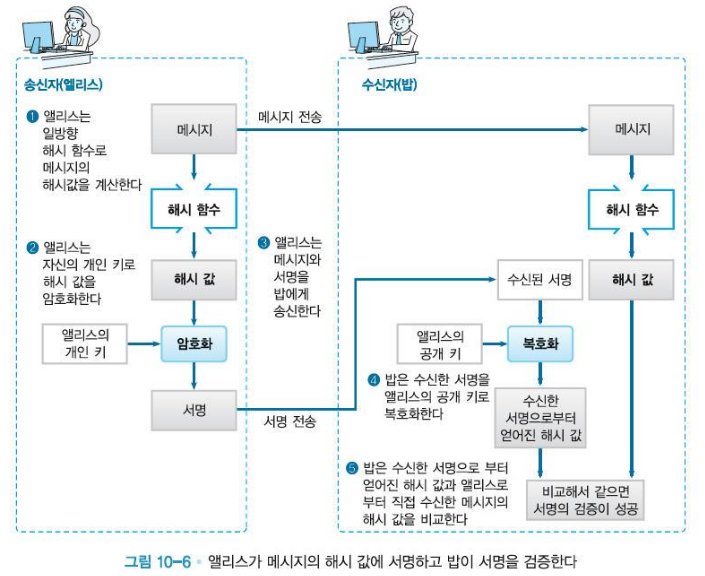 송신자(엘리스)
수신자(밥)
❶ 앨리스는
일방향
해시 함수로
메시지의
해시값을 계산한다
메시지
메시지 전송
메시지
해시 함수
해시 함수
❷ 앨리스는
자신의 개인 키로
해시 값을
암호화한다
해시 값
❸ 앨리스는
메시지와
서명을
밥에게
송신한다
수신된 서명
해시 값
앨리스의
개인 키
암호화
앨리스의
공개 키
복호화
서명
서명 전송
❹ 밥은 수신한 서명을
앨리스의 공개 키로
복호화한다
수신한
서명으로부터
얻어진 해시 값
❺ 밥은 수신한 서명으로 부터
얻어진 해시 값과 앨리스로
부터 직접 수신한 메시지의
해시 값을 비교한다
비교해서 같으면
서명의 검증이 성공
그림 10-6 • 앨리스가 메시지의 해시 값에 서명하고 밥이 서명을 검증한다